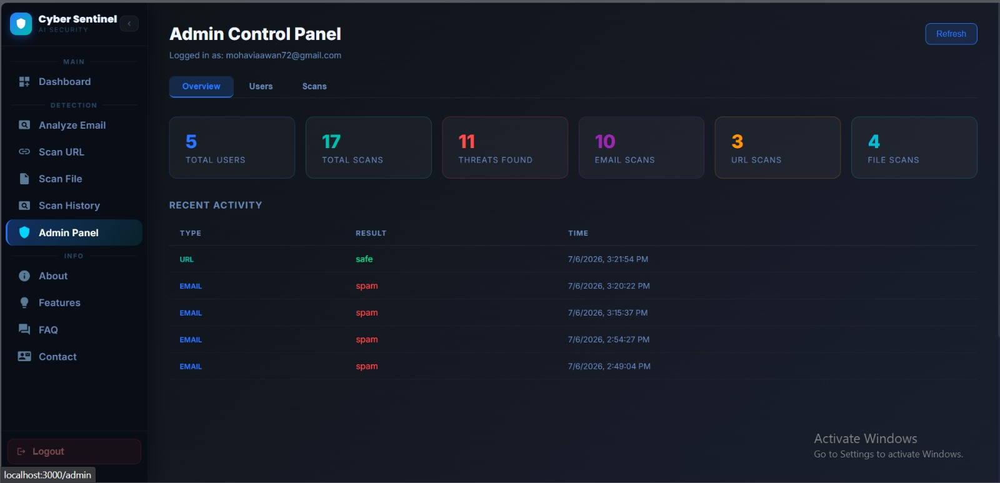 Cyber Sentinel
AI SECURITY
MAIN
Dashboard
DETECTION
Analyze Email
Scan URL
Scan File
Scan History
Admin Panel
INFO
About
Features
FAQ
Contact
Logout
localhost:3000/admin
Admin Control Panel
Refresh
Logged in as: mohaviaawan72@gmail.com
Overview Users Scans
5 17 11 10 3 4
TOTAL USERS TOTAL SCANS THREATS FOUND EMAIL SCANS URL SCANS FILE SCANS
RECENT ACTIVITY
TYPE RESULT TIME
URL safe 7/6/2026, 3:21:54 PM
EMAIL spam 7/6/2026, 3:20:22 PM
EMAIL spam 7/6/2026, 3:15:37 PM
EMAIL spam 7/6/2026, 2:54:27 PM
EMAIL spam 7/6/2026, 2:49:04 PM
Activate Windows
Go to Settings to activate Windows.